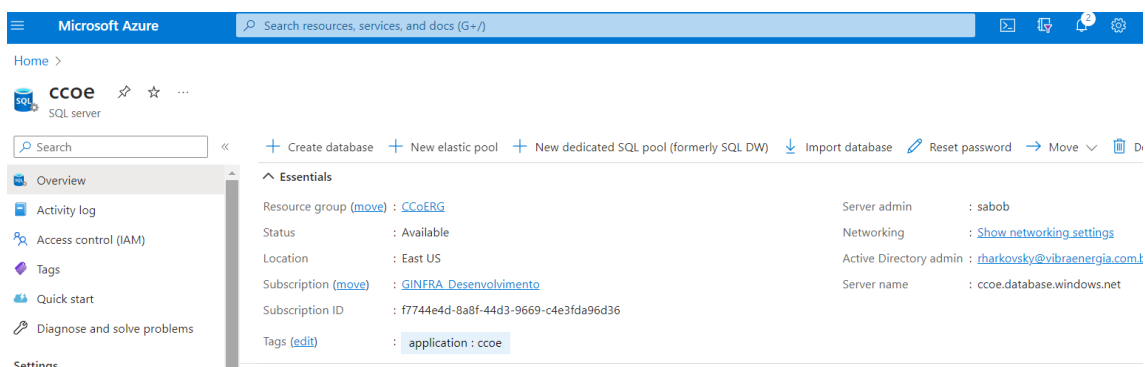 Microsoft Azure
Search resources, services, and docs (G+/)
2
Home >
SQL
ccoe
SQL server
Search
«
Create database
New elastic pool
New dedicated SQL pool (formerly SQL DW)
Import database
Reset password
Move
Overview
Activity log
Access control (IAM)
Tags
Quick start
Diagnose and solve problems
Settings
Essentials
Resource group (move) : CCoERG
Status : Available
Location : East US
Subscription (move) : GINFRA_Desenvolvimento
Subscription ID : f7744e4d-8a8f-44d3-9669-c4e3fda96d36
Tags (edit) : application : ccoe
Server admin : sabob
Networking : Show networking settings
Active Directory admin : rharkovsky@vibraenergia.com.b
Server name : ccoe.database.windows.net